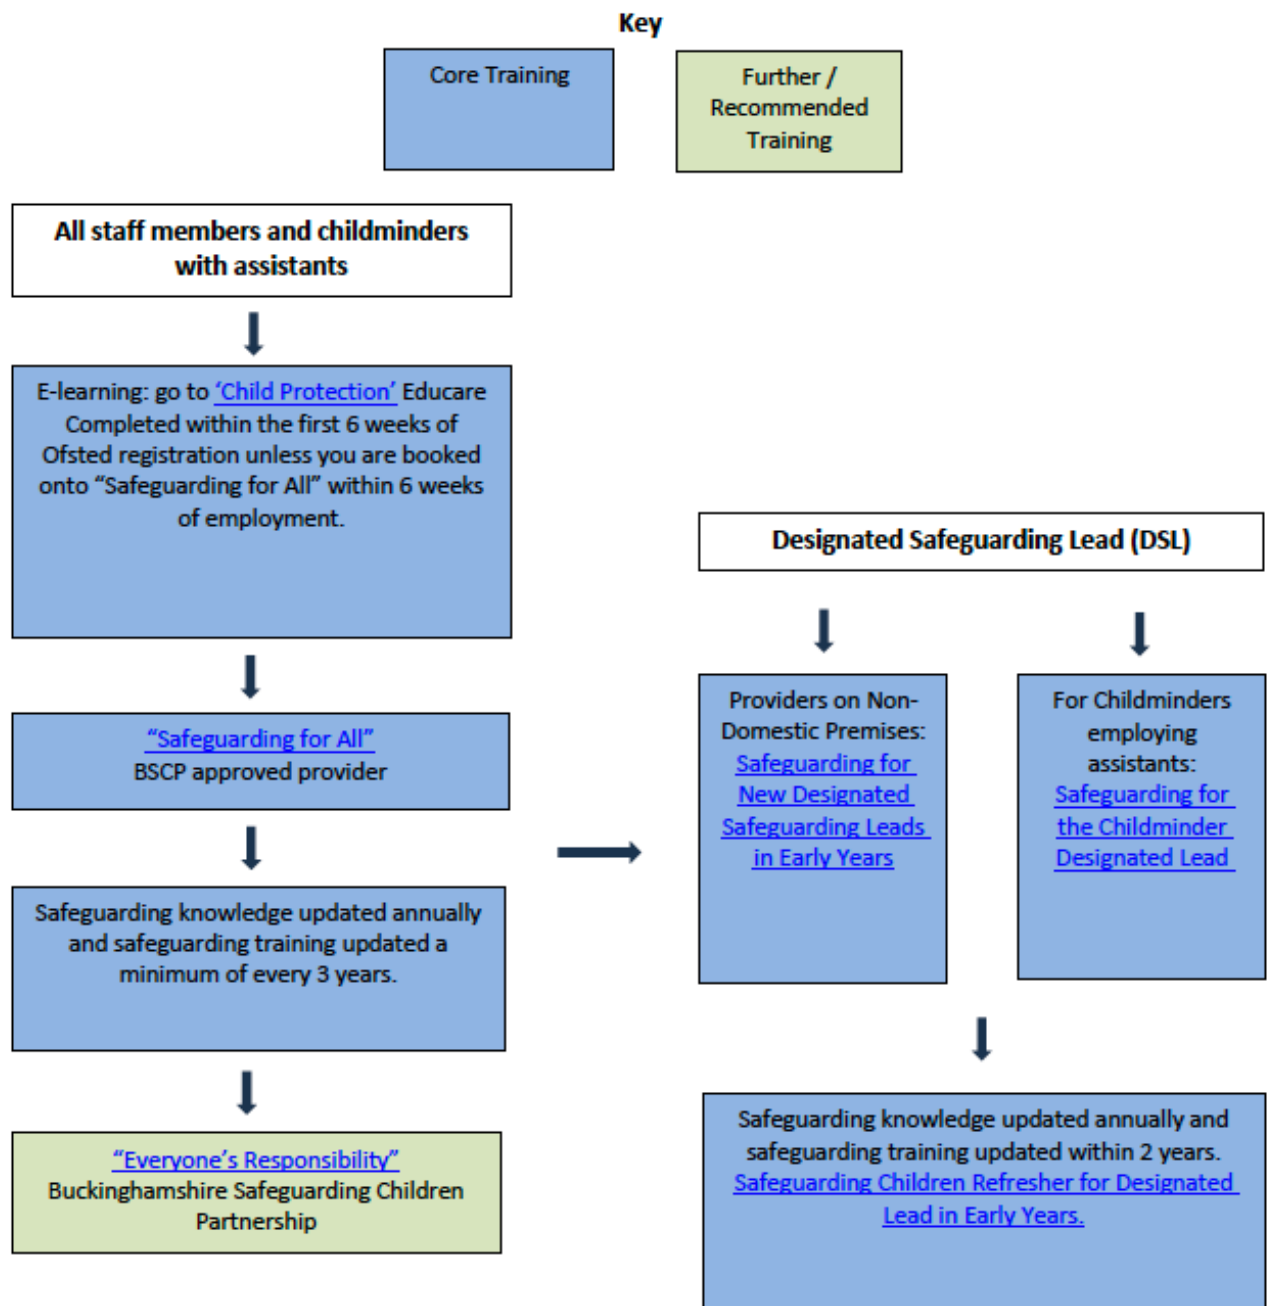 Key
Core Training
Further /
Recommended
Training
All staff members and childminders
with assistants
E-learning: go to ‘Child Protection’ Educare
Completed within the first 6 weeks of
Ofsted registration unless you are booked
onto “Safeguarding for All” within 6 weeks
of employment.
“Safeguarding for All”
BSCP approved provider
Safeguarding knowledge updated annually
and safeguarding training updated a
minimum of every 3 years.
“Everyone’s Responsibility”
Buckinghamshire Safeguarding Children
Partnership
Designated Safeguarding Lead (DSL)
Providers on Non-
Domestic Premises:
Safeguarding for
New Designated
Safeguarding Leads
in Early Years
For Childminders
employing
assistants:
Safeguarding for
the Childminder
Designated Lead
Safeguarding knowledge updated annually and
safeguarding training updated within 2 years.
Safeguarding Children Refresher for Designated
Lead in Early Years.